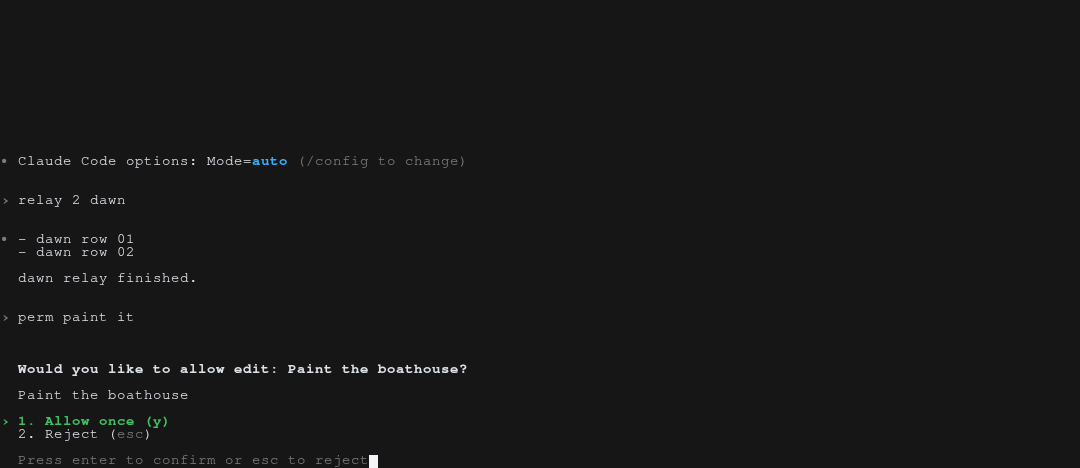 • Claude Code options: Mode=auto (/config to change)
› relay 2 dawn
• - dawn row 01
- dawn row 02
dawn relay finished.
› perm paint it
Would you like to allow edit: Paint the boathouse?
Paint the boathouse
› 1. Allow once (y)
2. Reject (esc)
Press enter to confirm or esc to reject